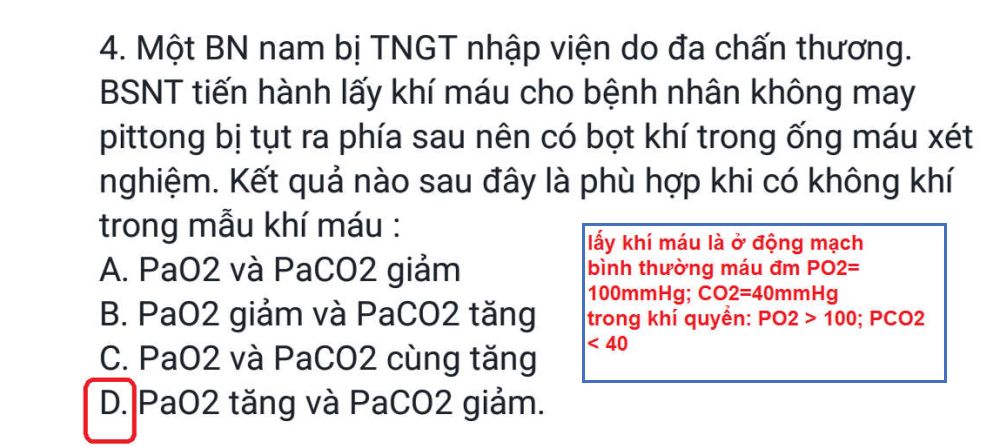 4. Một BN nam bị TNGT nhập viện do đa chấn thương.
BSNT tiến hành lấy khí máu cho bệnh nhân không may
pittong bị tụt ra phía sau nên có bọt khí trong ống máu xét
nghiệm. Kết quả nào sau đây là phù hợp khi có không khí
trong mẫu khí máu :
A. PaO2 và PaCO2 giảm
B. PaO2 giảm và PaCO2 tăng
C. PaO2 và PaCO2 cùng tăng
D. PaO2 tăng và PaCO2 giảm.
lấy khí máu là ở động mạch
bình thường máu đm PO2=
100mmHg; CO2=40mmHg
trong khí quyển: PO2 > 100; PCO2
< 40